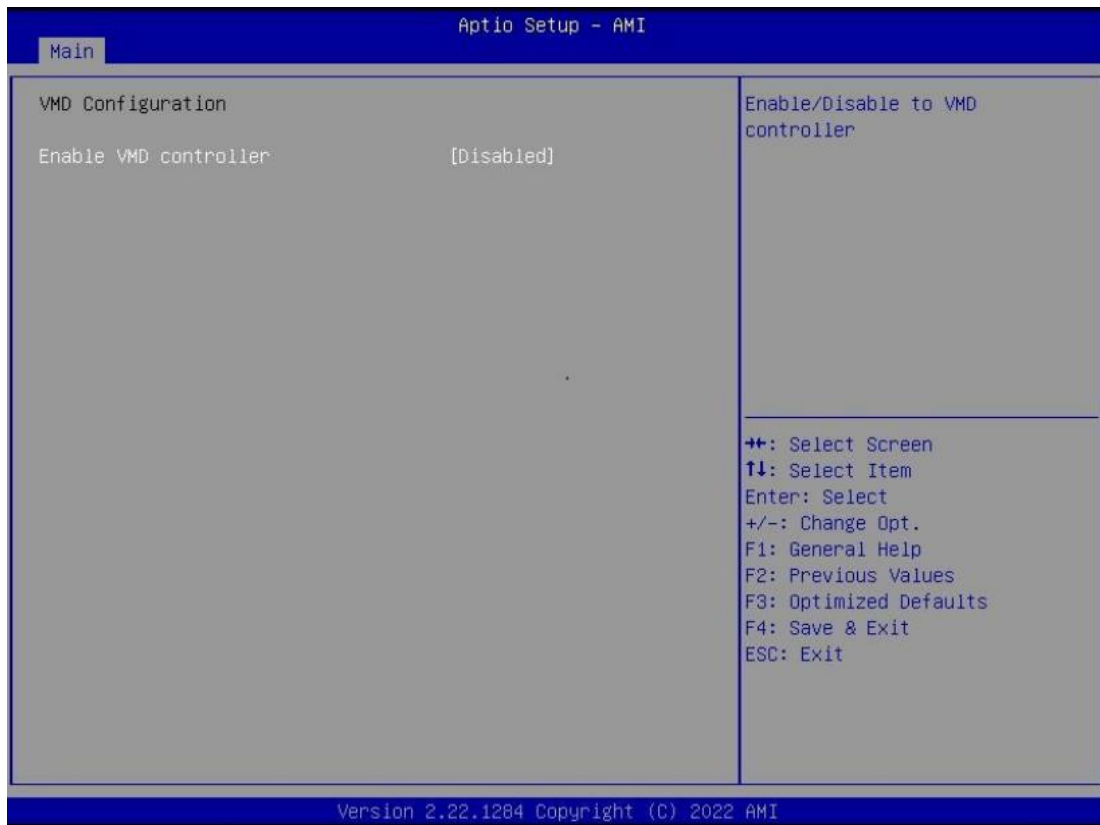 Aptio Setup - AMI
Main
VMD Configuration
Enable VMD controller [Disabled]
Enable/Disable to VMD
controller
→←: Select Screen
↑↓: Select Item
Enter: Select
+/-: Change Opt.
F1: General Help
F2: Previous Values
F3: Optimized Defaults
F4: Save & Exit
ESC: Exit
Version 2.22.1284 Copyright (C) 2022 AMI